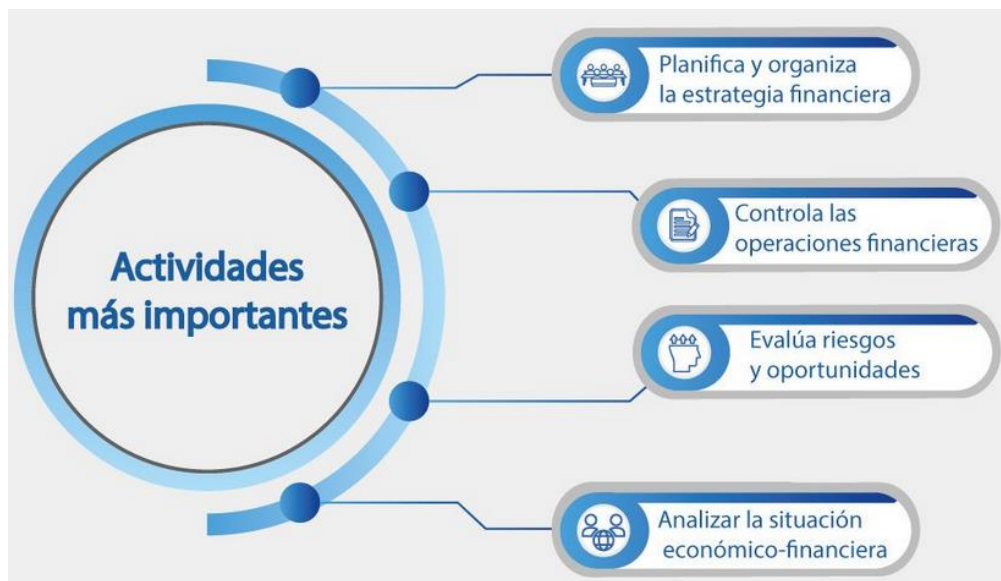 Actividades
más importantes
Planifica y organiza
la estrategia financiera
Controla las
operaciones financieras
Evalúa riesgos
y oportunidades
Analizar la situación
económico-financiera